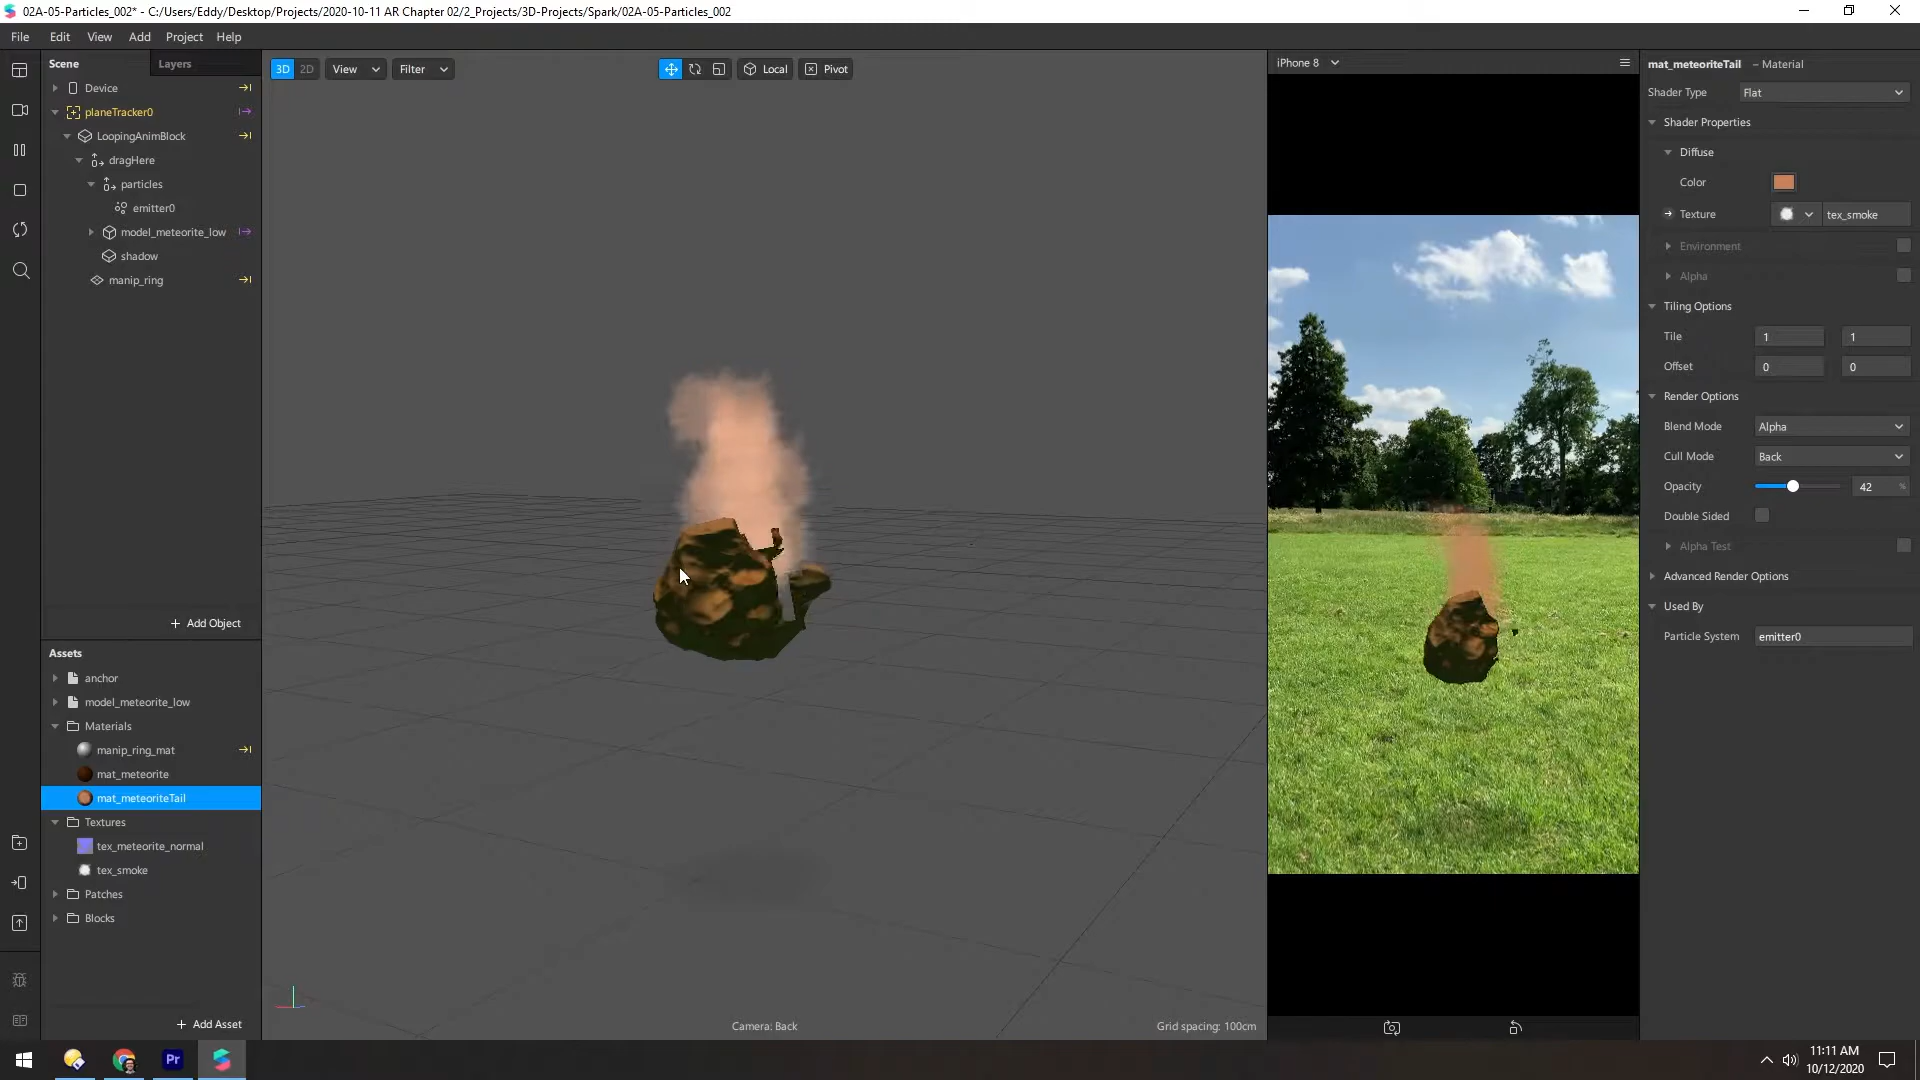 02A-05-Particles_002* - C:/Users/Eddy/Desktop/Projects/2020-10-11 AR Chapter 02/2_Projects/3D-Projects/Spark/02A-05-Particles_002
File Edit View Add Project Help
Scene Layers
Device
planeTracker0
LoopingAnimBlock
dragHere
particles
emitter0
model_meteorite_low
shadow
manip_ring
+ Add Object
Assets
anchor
model_meteorite_low
Materials
manip_ring_mat
mat_meteorite
mat_meteoriteTail
Textures
tex_meteorite_normal
tex_smoke
Patches
Blocks
+ Add Asset
3D 2D View Filter Local Pivot
Camera: Back
Grid spacing: 100cm
iPhone 8
mat_meteoriteTail – Material
Shader Type Flat
Shader Properties
Diffuse
Color
Texture tex_smoke
Environment
Alpha
Tiling Options
Tile 1 1
Offset 0 0
Render Options
Blend Mode Alpha
Cull Mode Back
Opacity 42 %
Double Sided
Alpha Test
Advanced Render Options
Used By
Particle System emitter0
Pr
11:11 AM
10/12/2020